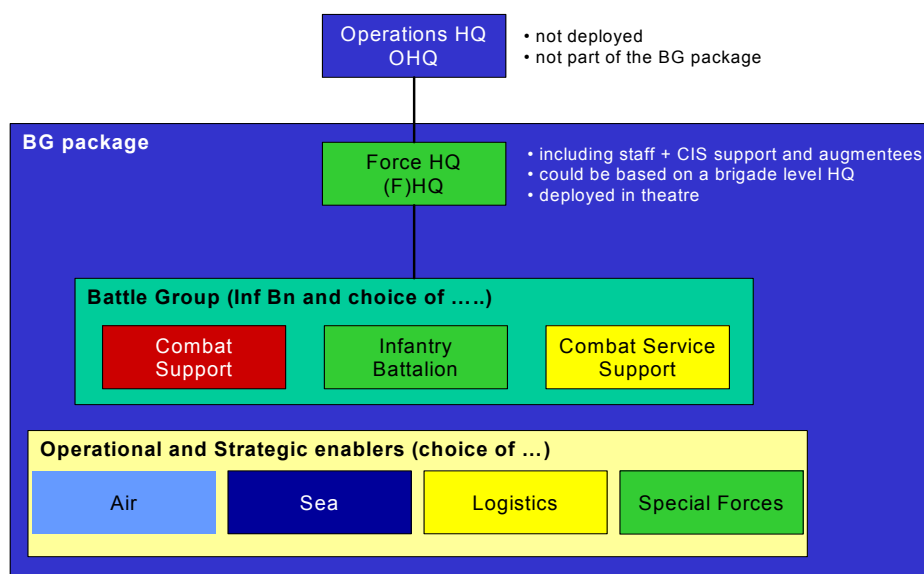 Operations HQ
OHQ
• not deployed
• not part of the BG package
BG package
Force HQ
(F)HQ
• including staff + CIS support and augmentees
• could be based on a brigade level HQ
• deployed in theatre
Battle Group (Inf Bn and choice of …..)
Combat
Support
Infantry
Battalion
Combat Service
Support
Operational and Strategic enablers (choice of …)
Air
Sea
Logistics
Special Forces